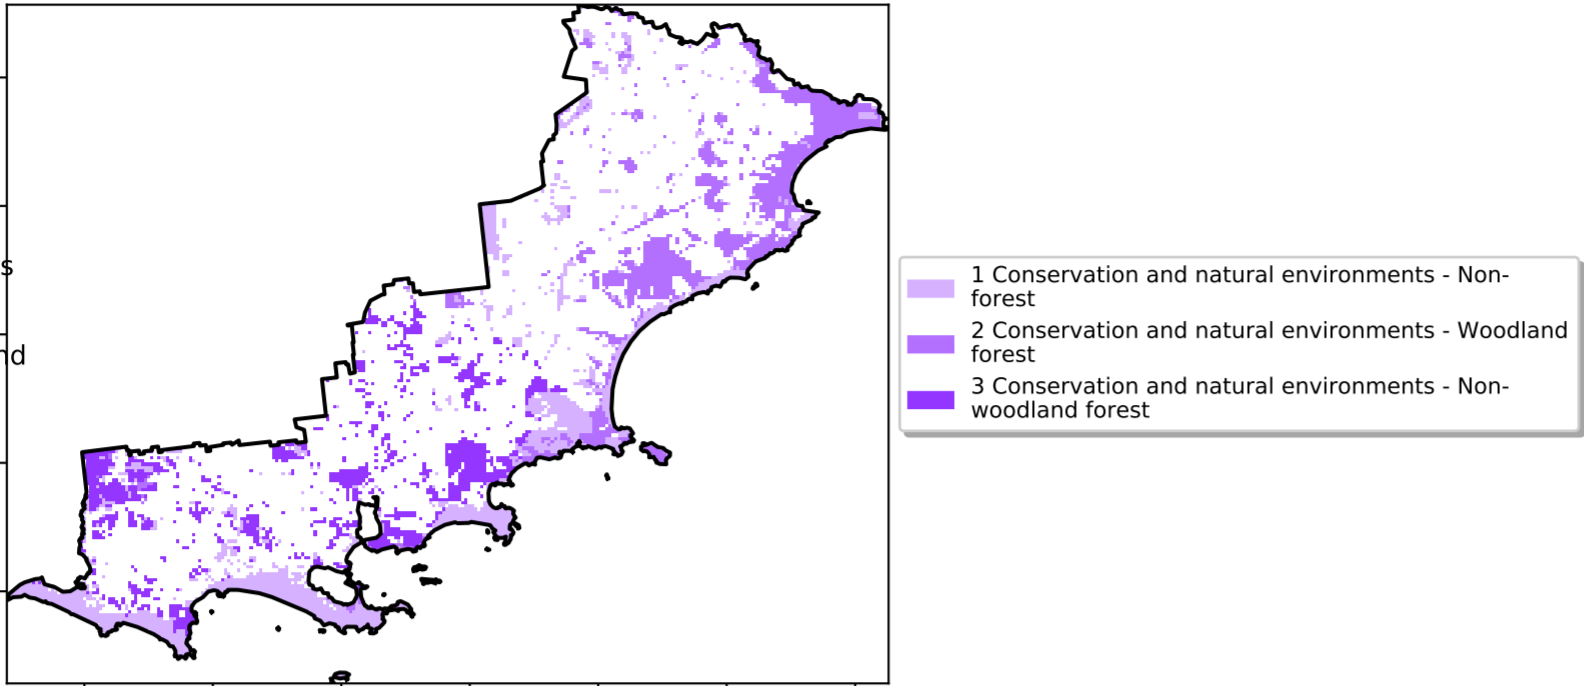 s
nd
1 Conservation and natural environments - Non-
forest
2 Conservation and natural environments - Woodland
forest
3 Conservation and natural environments - Non-
woodland forest